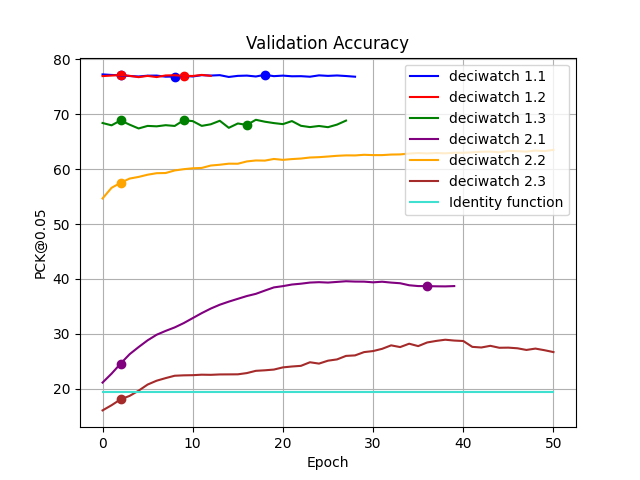 Validation Accuracy
PCK@0.05
80
70
60
50
40
30
20
0
10
20
30
40
50
Epoch
deciwatch 1.1
deciwatch 1.2
deciwatch 1.3
deciwatch 2.1
deciwatch 2.2
deciwatch 2.3
Identity function